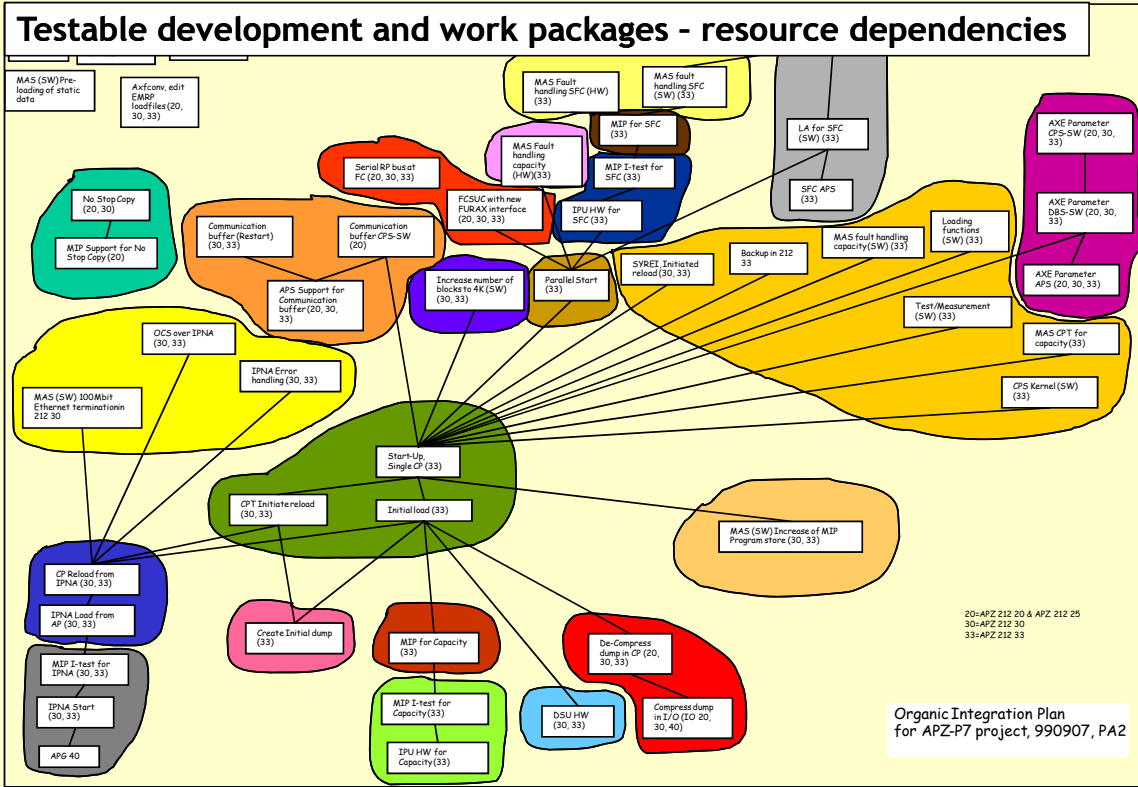 Testable development and work packages - resource dependencies
MAS (SW) Pre-
loading of static
data
Axfconv, edit
EMRP
loadfiles (20,
30, 33)
MAS Fault
handling SFC (HW)
(33)
MAS fault
handling SFC
(SW) (33)
MIP for SFC
(33)
LA for SFC
(SW) (33)
AXE Parameter
CPS-SW (20, 30,
33)
Serial RP bus at
FC (20, 30, 33)
MAS Fault
handling
capacity
(HW)(33)
MIP I-test for
SFC (33)
SFC APS
(33)
No Stop Copy
(20, 30)
FCSUC with new
FURAX interface
(20, 30, 33)
IPU HW for
SFC (33)
AXE Parameter
DBS-SW (20, 30,
33)
MIP Support for No
Stop Copy (20)
Communication
buffer (Restart)
(30, 33)
Communication
buffer CPS-SW
(20)
MAS fault handling
capacity(SW) (33)
Loading
functions
(SW) (33)
SYREI, Initiated
reload (30, 33)
Backup in 212
33
APS Support for
Communication
buffer (20, 30,
33)
Increase number of
blocks to 4K (SW)
(30, 33)
Parallel Start
(33)
AXE Parameter
APS (20, 30, 33)
OCS over IPNA
(30, 33)
Test/Measurement
(SW) (33)
MAS CPT for
capacity(33)
IPNA Error
handling (30, 33)
MAS (SW) 100Mbit
Ethernet terminationin
212 30
CPS Kernel (SW)
(33)
Start-Up,
Single CP (33)
CPT Initiate reload
(30, 33)
Initial load (33)
MAS (SW) Increase of MIP
Program store (30, 33)
CP Reload from
IPNA (30, 33)
IPNA Load from
AP (30, 33)
Create Initial dump
(33)
MIP for Capacity
(33)
De-Compress
dump in CP (20,
30, 33)
20=APZ 212 20 & APZ 212 25
30=APZ 212 30
33=APZ 212 33
MIP I-test for
IPNA (30, 33)
IPNA Start
(30, 33)
APG 40
MIP I-test for
Capacity (33)
IPU HW for
Capacity (33)
DSU HW
(30, 33)
Compress dump
in I/O (IO 20,
30, 40)
Organic Integration Plan
for APZ-P7 project, 990907, PA2